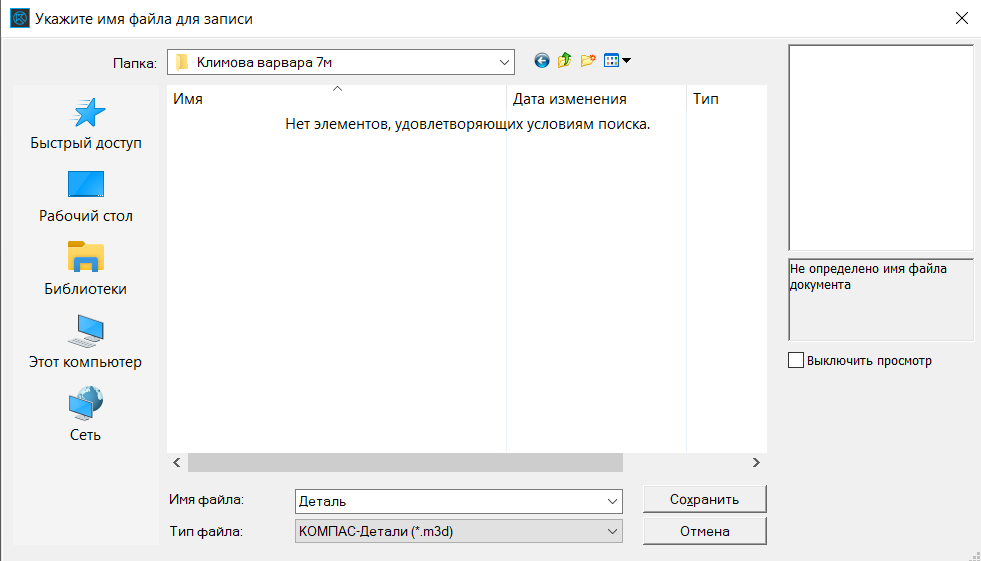 Укажите имя файла для записи
Папка: Климова варвара 7м
Имя Дата изменения Тип
Нет элементов, удовлетворяющих условиям поиска.
Быстрый доступ
Рабочий стол
Библиотеки
Этот компьютер
Сеть
Имя файла: Деталь Сохранить
Тип файла: КОМПАС-Детали (*.m3d) Отмена
Не определено имя файла
документа
Выключить просмотр